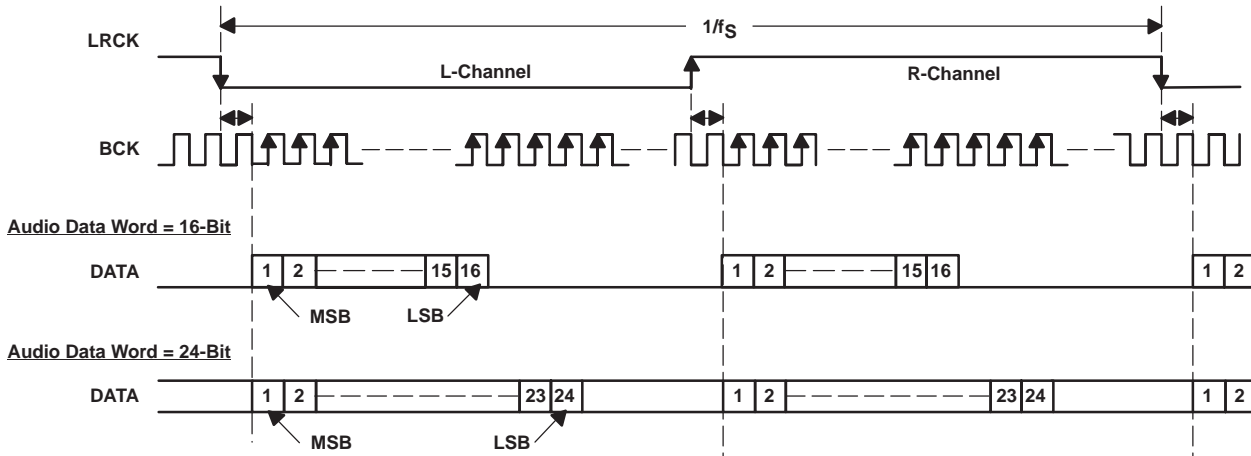 1/fS
LRCK
L-Channel
R-Channel
BCK
Audio Data Word = 16-Bit
DATA
1 2 15 16 1 2 15 16 1 2
MSB LSB
Audio Data Word = 24-Bit
DATA
1 2 23 24 1 2 23 24 1 2
MSB LSB